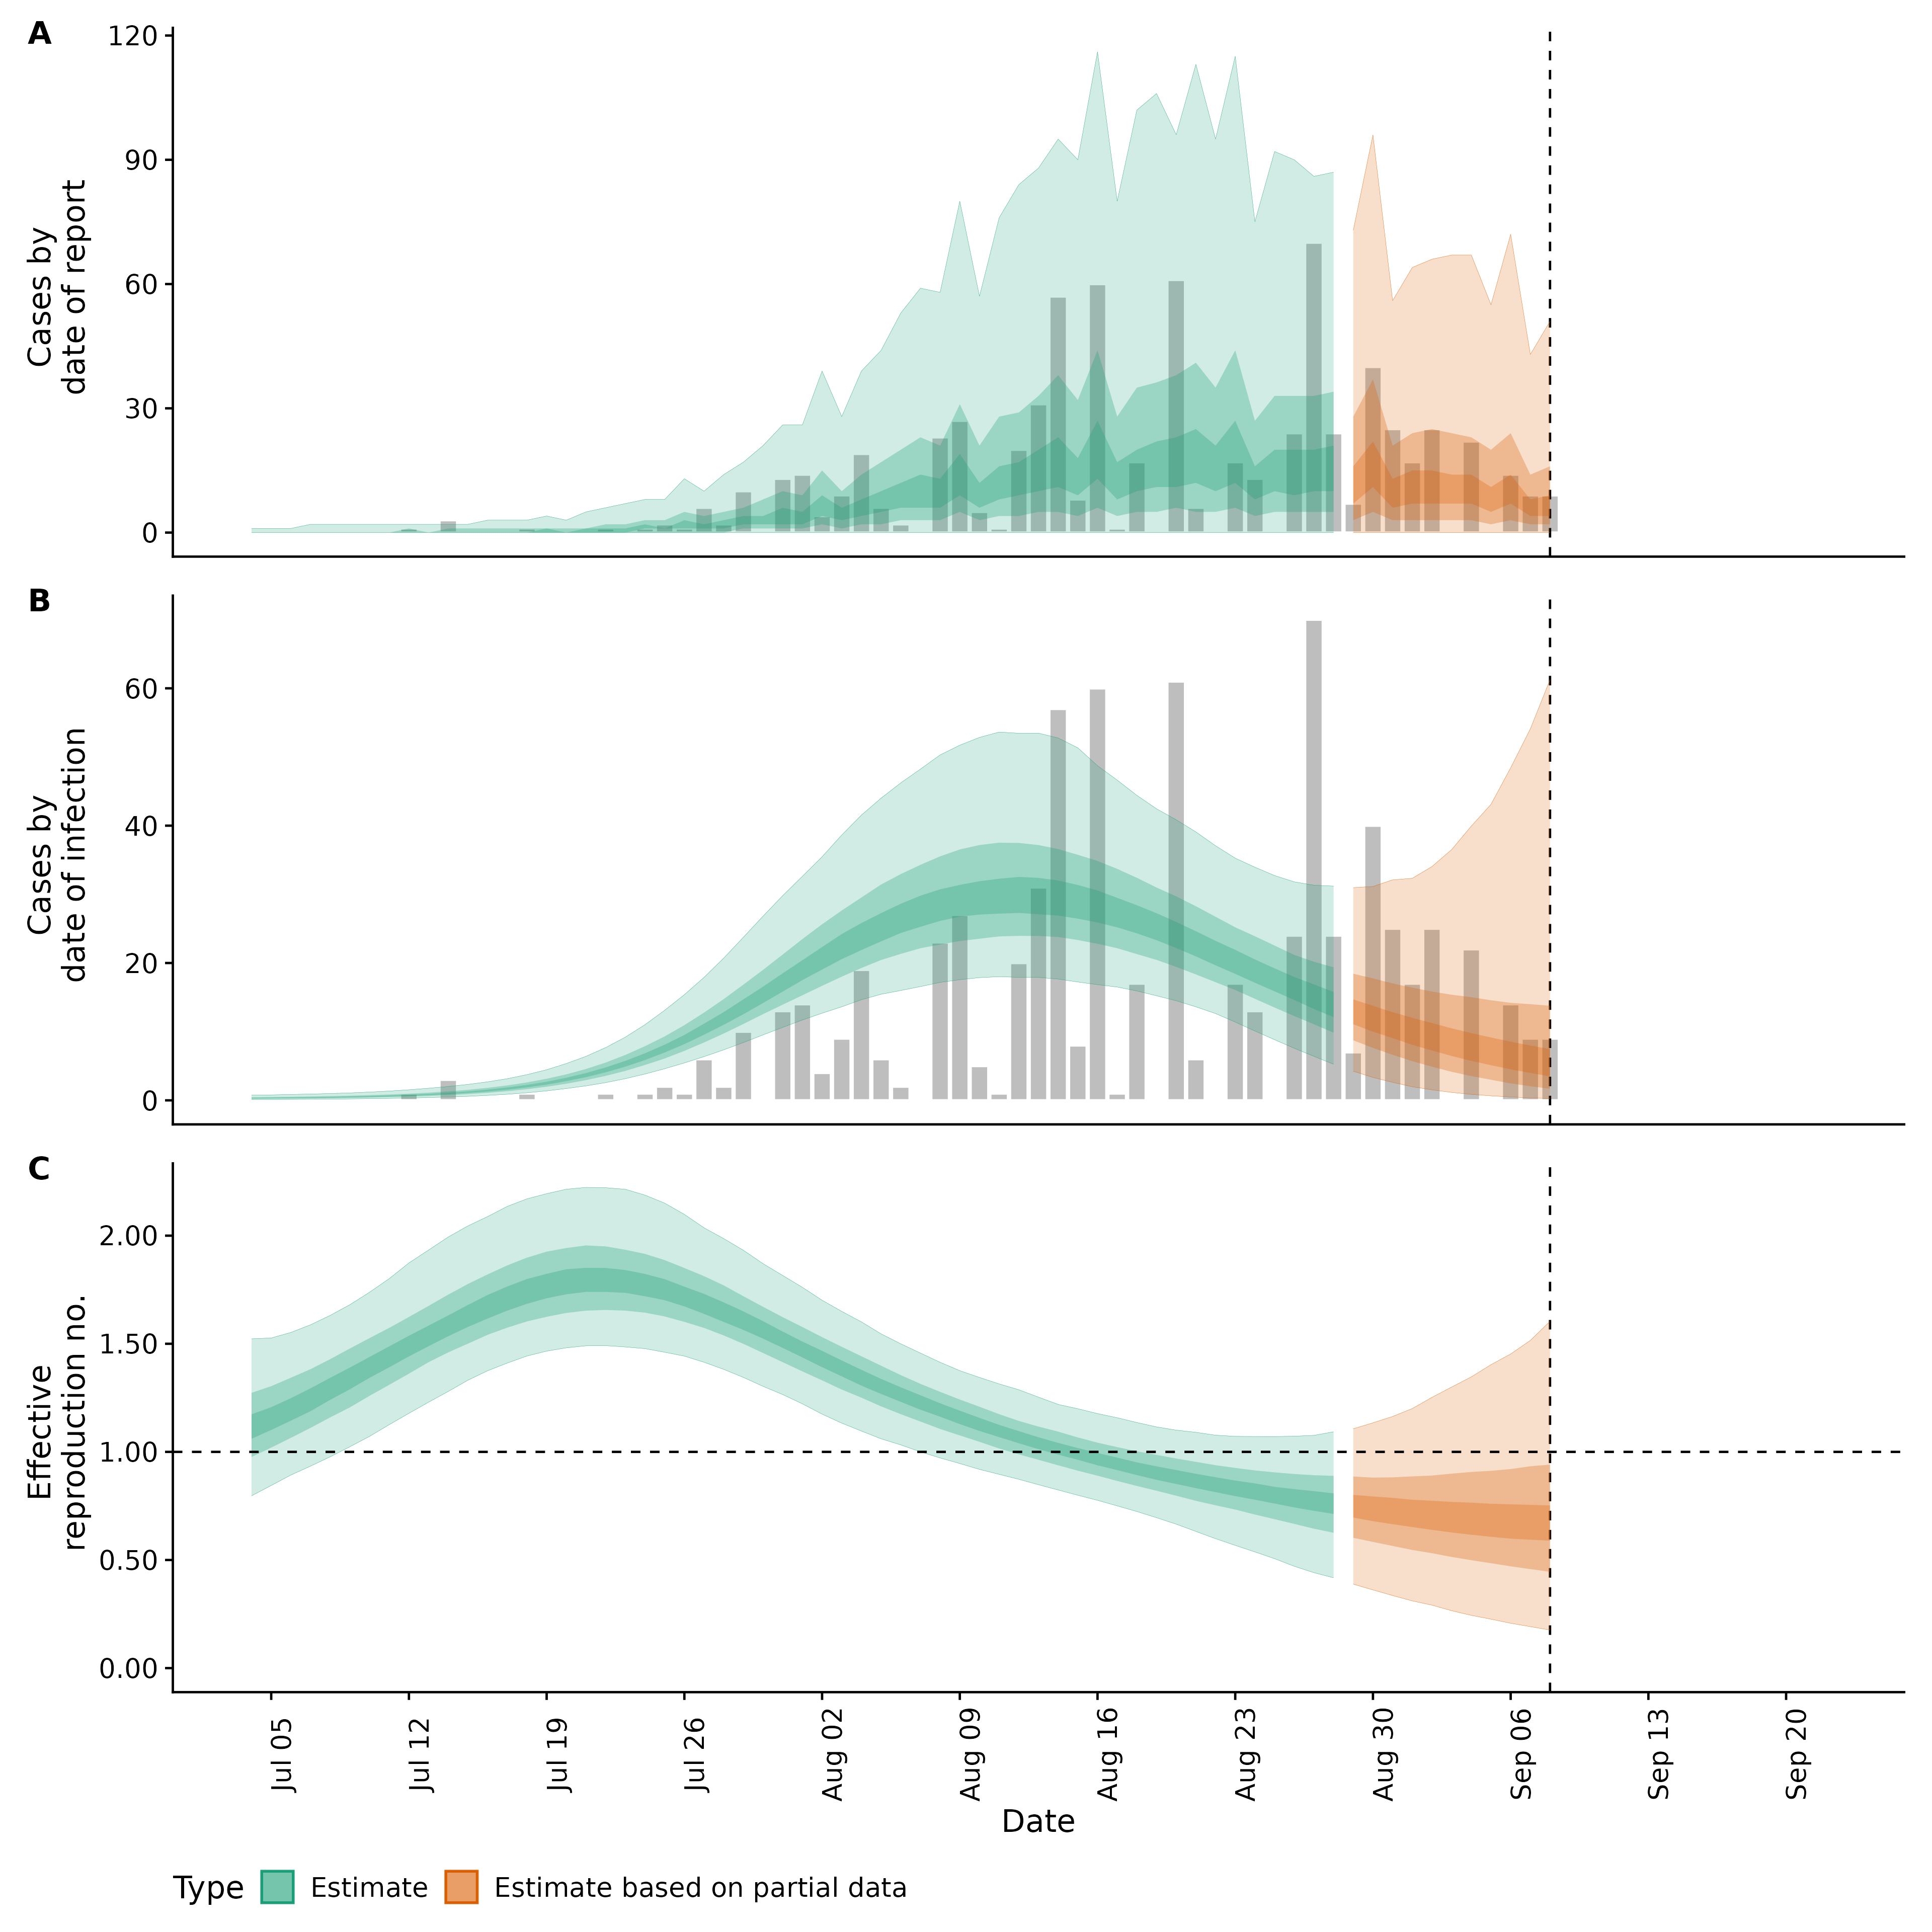 A
120
90
60
30
0
Cases by
date of report
B
60
40
20
0
Cases by
date of infection
C
2.00
1.50
1.00
0.50
0.00
Effective
reproduction no.
Jul 05
Jul 12
Jul 19
Jul 26
Aug 02
Aug 09
Aug 16
Aug 23
Aug 30
Sep 06
Sep 13
Sep 20
Date
Type Estimate Estimate based on partial data